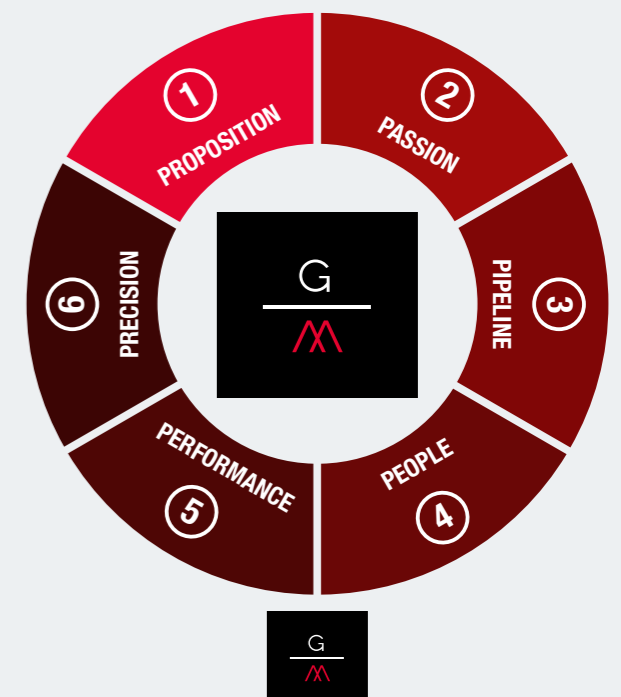 1
PROPOSITION
2
PASSION
3
PIPELINE
4
PEOPLE
5
PERFORMANCE
6
PRECISION
G
G